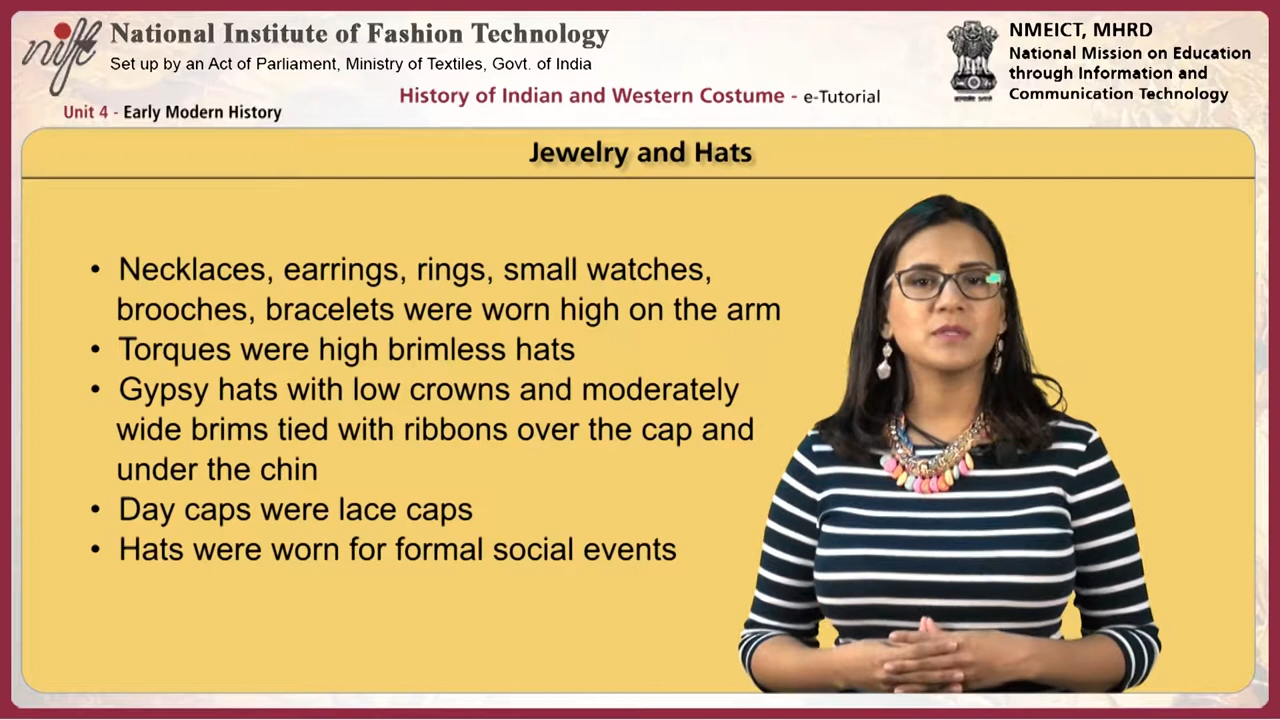 nift
National Institute of Fashion Technology
Set up by an Act of Parliament, Ministry of Textiles, Govt. of India
NMEICT, MHRD
National Mission on Education
through Information and
Communication Technology
History of Indian and Western Costume - e-Tutorial
Unit 4 - Early Modern History
Jewelry and Hats
• Necklaces, earrings, rings, small watches,
brooches, bracelets were worn high on the arm
• Torques were high brimless hats
• Gypsy hats with low crowns and moderately
wide brims tied with ribbons over the cap and
under the chin
• Day caps were lace caps
• Hats were worn for formal social events